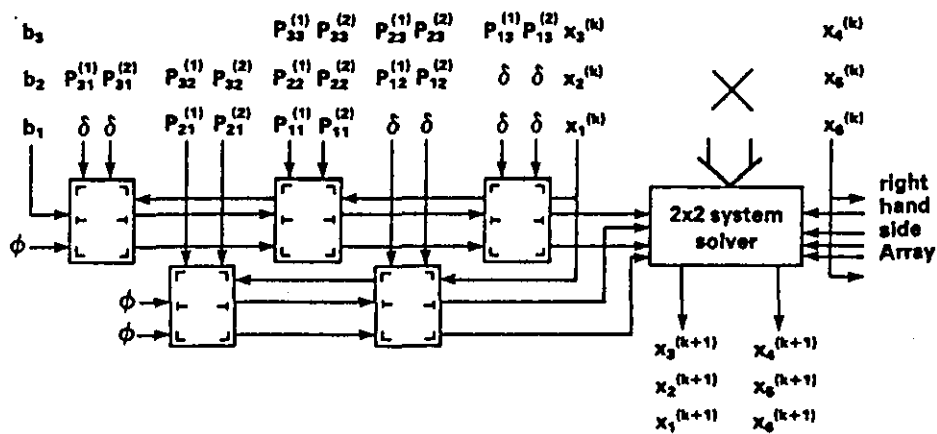 b₃ P₃₃⁽¹⁾ P₃₃⁽²⁾ P₂₃⁽¹⁾ P₂₃⁽²⁾ P₁₃⁽¹⁾ P₁₃⁽²⁾ x₃⁽ᵏ⁾ x₄⁽ᵏ⁾
b₂ P₃₁⁽¹⁾ P₃₁⁽²⁾ P₃₂⁽¹⁾ P₃₂⁽²⁾ P₂₂⁽¹⁾ P₂₂⁽²⁾ P₁₂⁽¹⁾ P₁₂⁽²⁾ δ δ x₂⁽ᵏ⁾ x₅⁽ᵏ⁾
b₁ δ δ P₂₁⁽¹⁾ P₂₁⁽²⁾ P₁₁⁽¹⁾ P₁₁⁽²⁾ δ δ δ δ x₁⁽ᵏ⁾ x₆⁽ᵏ⁾
right
hand
side
Array
2x2 system
solver
ϕ
ϕ
ϕ
x₃⁽ᵏ⁺¹⁾ x₄⁽ᵏ⁺¹⁾
x₂⁽ᵏ⁺¹⁾ x₅⁽ᵏ⁺¹⁾
x₁⁽ᵏ⁺¹⁾ x₆⁽ᵏ⁺¹⁾